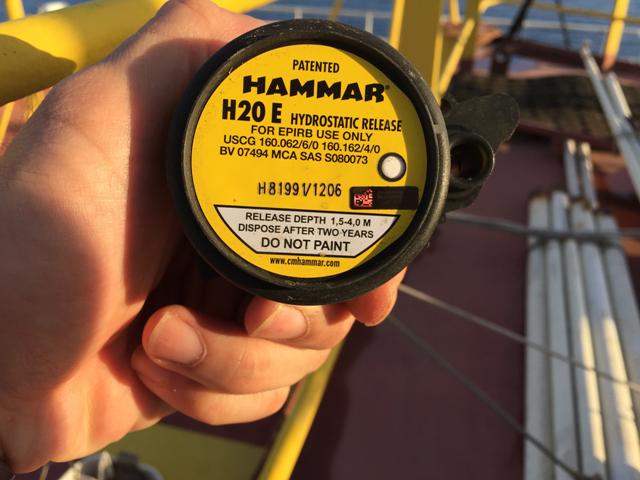 PATENTED
HAMMAR®
H20 E HYDROSTATIC RELEASE
FOR EPIRB USE ONLY
USCG 160.062/6/0 160.162/4/0
BV 07494 MCA SAS S080073
H81991/1206
RELEASE DEPTH 1,5-4,0 M
DISPOSE AFTER TWO YEARS
DO NOT PAINT
www.cmhammar.com